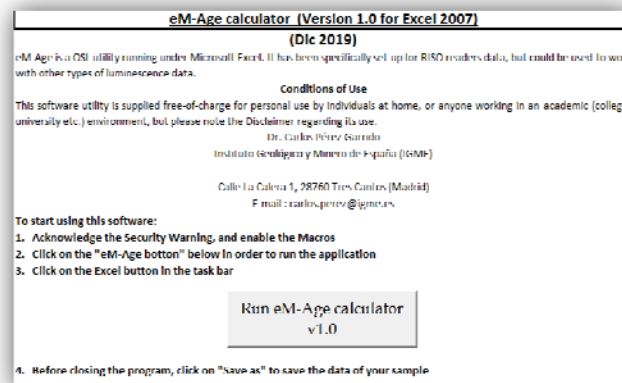 eM-Age calculator (Version 1.0 for Excel 2007)
(Dic 2019)
eM Age is a OSL utility running under Microsoft Excel. It has been specifically set up for RISO readers data, but could be used to wo
with other types of luminescence data.
Conditions of Use
This software utility is supplied free-of-charge for personal use by individuals at home, or anyone working in an academic (colleg
university etc.) environment, but please note the Disclaimer regarding its use.
Dr. Carlos Pérez Garrido
Instituto Geológico y Minero de España (IGME)
Calle La Calera 1, 28760 Tres Cantos (Madrid)
E mail : carlos.perez@igme.es
To start using this software:
1. Acknowledge the Security Warning, and enable the Macros
2. Click on the "eM-Age botton" below in order to run the application
3. Click on the Excel button in the task bar
Run eM-Age calculator
v1.0
4. Before closing the program, click on "Save as" to save the data of your sample